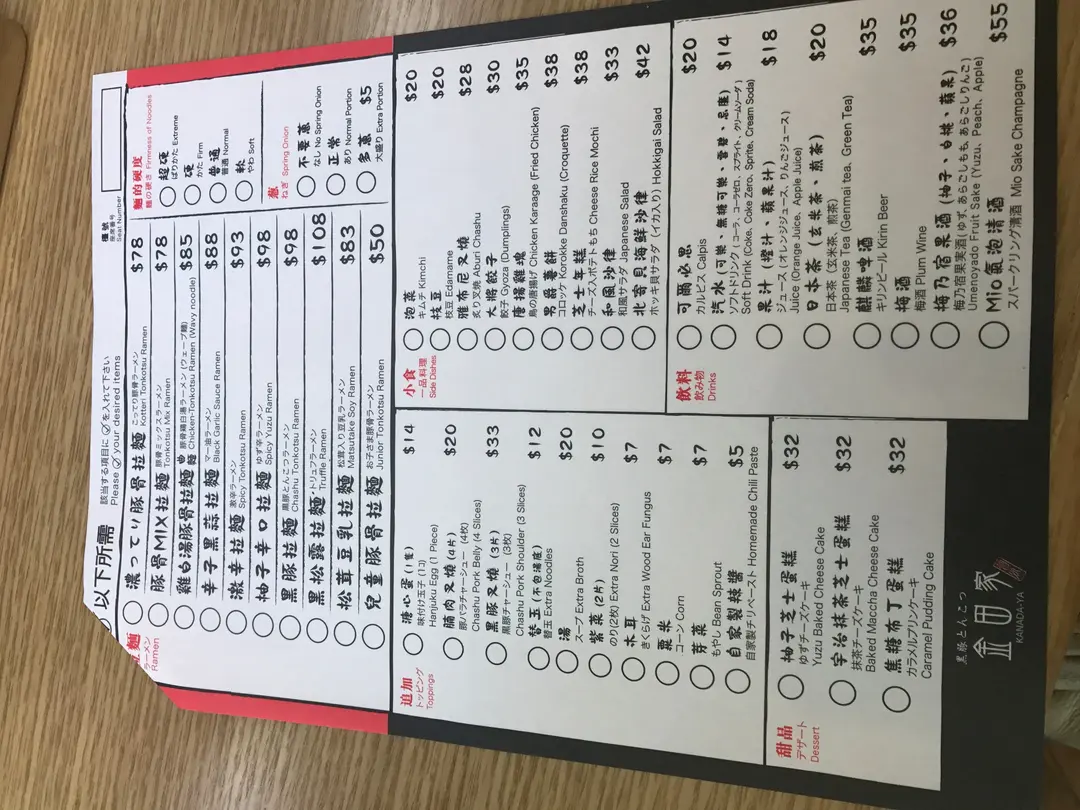 以下所需
該当する項目に✓を入れて下さい
Please ✓ your desired items
檯號
座席番号
Seat Number
麵
ラーメン
Ramen
濃ってり豚骨拉麵 こってり豚骨ラーメン $78
Kotteri Tonkotsu Ramen
豚骨MIX拉麵 豚骨ミックスラーメン $78
Tonkotsu Mix Ramen
雞白湯豚骨拉麵 豚骨鶏白湯ラーメン (ウェーブ麺) $85
Chicken-Tonkotsu Ramen (Wavy noodle)
辛子黑蒜拉麵 マー油ラーメン $88
Black Garlic Sauce Ramen
激辛拉麵 激辛ラーメン $93
Spicy Tonkotsu Ramen
柚子辛口拉麵 ゆず辛ラーメン $98
Spicy Yuzu Ramen
黑豚拉麵 黒豚とんこつラーメン $98
Chashu Tonkotsu Ramen
黑松露拉麵 トリュフラーメン $108
Truffle Ramen
松茸豆乳拉麵 松茸入り豆乳ラーメン $83
Matsutake Soy Ramen
兒童豚骨拉麵 お子さま豚骨ラーメン $50
Junior Tonkotsu Ramen
麵的硬度
麺の硬さ Firmness of Noodles
超硬
ばりかた Extreme
硬
かた Firm
普通
普通 Normal
軟
やわ Soft
葱
ねぎ Spring Onion
不要蔥
なし No Spring Onion
正常
あり Normal Portion
多蔥 $5
大盛り Extra Portion
追加
トッピング
Toppings
溏心蛋 (1隻) $14
味付け玉子 (1コ)
Hanjuku Egg (1 Piece)
腩肉叉燒 (4片) $20
豚バラチャーシュー (4枚)
Chashu Pork Belly (4 Slices)
黑豚叉燒 (3片) $33
黒豚チャーシュー (3枚)
Chashu Pork Shoulder (3 Slices)
替玉 (不包湯底) $12
替玉 Extra Noodles
湯 $20
スープ Extra Broth
紫菜 (2片) $10
のり(2枚) Extra Nori (2 Slices)
木耳 $7
きくらげ Extra Wood Ear Fungus
粟米 $7
コーン Corn
芽菜 $7
もやし Bean Sprout
自家製辣醬 $5
自家製チリペースト Homemade Chili Paste
小食
一品料理
Side Dishes
泡菜 $20
キムチ Kimchi
枝豆 $20
枝豆 Edamame
雅布尼叉燒 $28
炙り叉焼 Aburi Chashu
大將餃子 $30
餃子 Gyoza (Dumplings)
唐揚雞塊 $35
鳥の唐揚げ Chicken Karaage (Fried Chicken)
男爵薯餅 $38
コロッケ Korokke Danshaku (Croquette)
芝士年糕 $38
チーズ入ポテトもち Cheese Rice Mochi
和風沙律 $33
和風サラダ Japanese Salad
北寄貝海鮮沙律 $42
ホッキ貝サラダ (イカ入り) Hokkigai Salad
飲料
飲み物
Drinks
可爾必思 $20
カルピス Calpis
汽水 (可樂、無糖可樂、雪碧、忌廉) $14
ソフトドリンク (コーラ、コーラゼロ、スプライト、クリームソーダ)
Soft Drink (Coke, Coke Zero, Sprite, Cream Soda)
果汁 (橙汁、蘋果汁) $18
ジュース (オレンジジュース、りんごジュース)
Juice (Orange Juice, Apple Juice)
日本茶 (玄米茶、煎茶) $20
日本茶 (玄米茶、煎茶)
Japanese Tea (Genmai tea, Green Tea)
麒麟啤酒 $35
キリンビール Kirin Beer
梅酒 $35
梅酒 Plum Wine
梅乃宿果酒 (柚子、白桃、蘋果) $36
梅乃宿果実酒(ゆず、あらごしもも、あらごしりんご)
Umenoyado Fruit Sake (Yuzu, Peach, Apple)
Mio氣泡清酒 $55
スパークリング清酒 Mio Sake Champagne
甜品
デザート
Dessert
柚子芝士蛋糕 $32
ゆずチーズケーキ
Yuzu Baked Cheese Cake
宇治抹茶芝士蛋糕 $32
抹茶チーズケーキ
Baked Maccha Cheese Cake
焦糖布丁蛋糕 $32
カラメルプリンケーキ
Caramel Pudding Cake
黒豚とんこつ
金田家
KANADA-YA